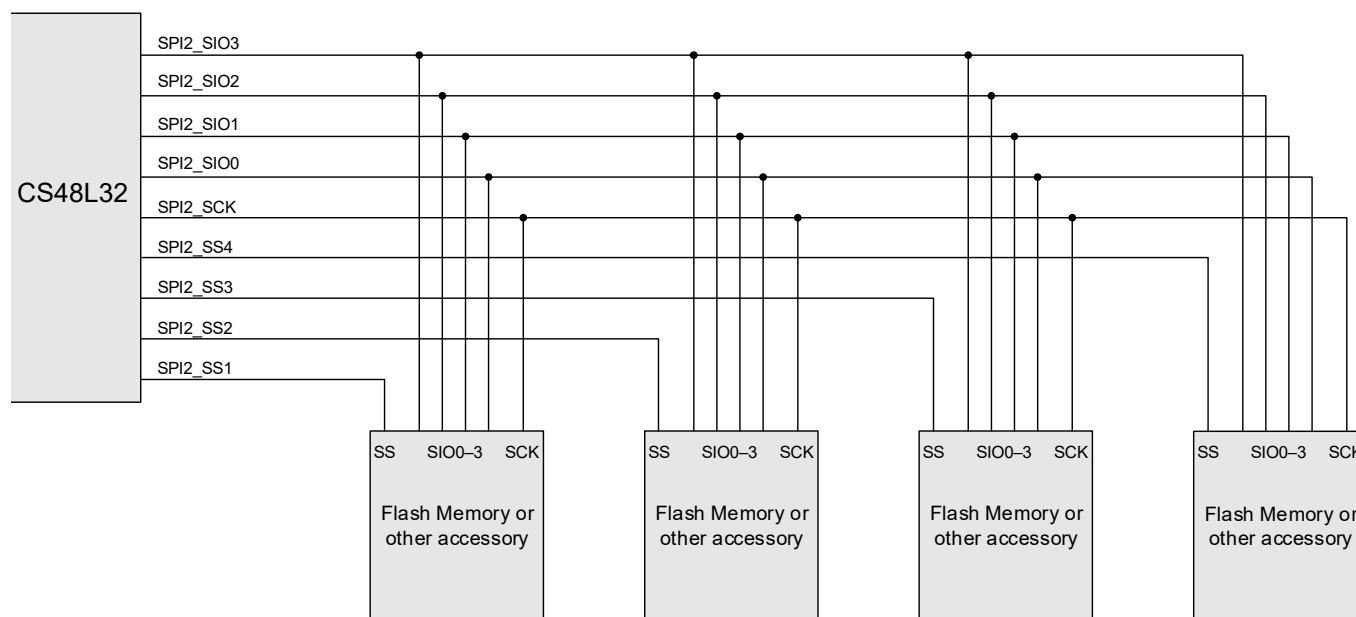 SPI2_SIO3
SPI2_SIO2
SPI2_SIO1
SPI2_SIO0
CS48L32
SPI2_SCK
SPI2_SS4
SPI2_SS3
SPI2_SS2
SPI2_SS1
SS SIO0–3 SCK
Flash Memory or
other accessory
SS SIO0–3 SCK
Flash Memory or
other accessory
SS SIO0–3 SCK
Flash Memory or
other accessory
SS SIO0–3 SCK
Flash Memory or
other accessory